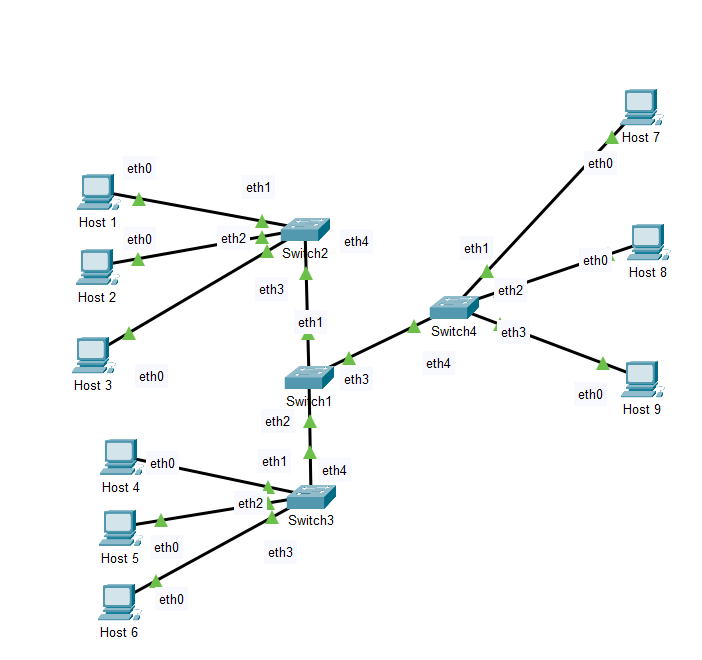 Host 7
eth0
eth0
eth1
Host 1
eth0
eth2
eth4
Switch2
eth1
eth0
Host 8
Host 2
eth3
eth2
eth1
Switch4
eth3
eth0
Host 3
eth4
eth3
Switch1
eth0
Host 9
eth2
eth0
eth1
eth4
Host 4
eth2
Switch3
eth0
eth3
Host 5
eth0
Host 6